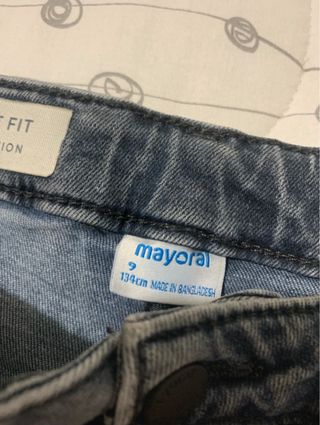 T FIT
ION
mayoral
9
134cm MADE IN BANGLADESH